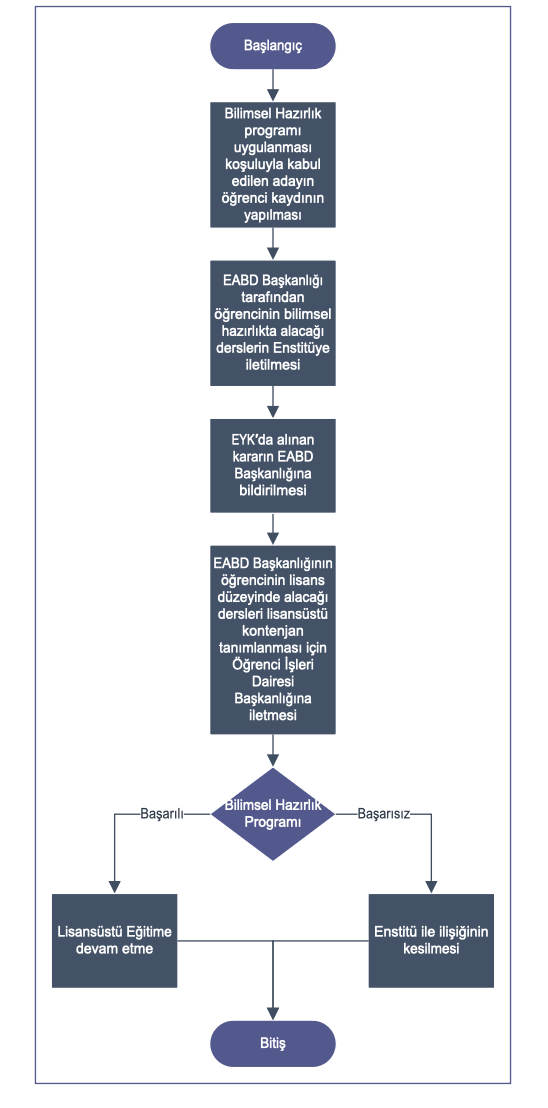 Başlangıç
Bilimsel Hazırlık
programı
uygulanması
koşuluyla kabul
edilen adayın
öğrenci kaydının
yapılması
EABD Başkanlığı
tarafından
öğrencinin bilimsel
hazırlıkta alacağı
derslerin Enstitüye
iletilmesi
EYK'da alınan
kararın EABD
Başkanlığına
bildirilmesi
EABD Başkanlığının
öğrencinin lisans
düzeyinde alacağı
dersleri lisansüstü
kontenjan
tanımlanması için
Öğrenci İşleri
Dairesi
Başkanlığına
iletmesi
Bilimsel Hazırlık
Programı
Başarılı
Başarısız
Lisansüstü Eğitime
devam etme
Enstitü ile ilişiğinin
kesilmesi
Bitiş